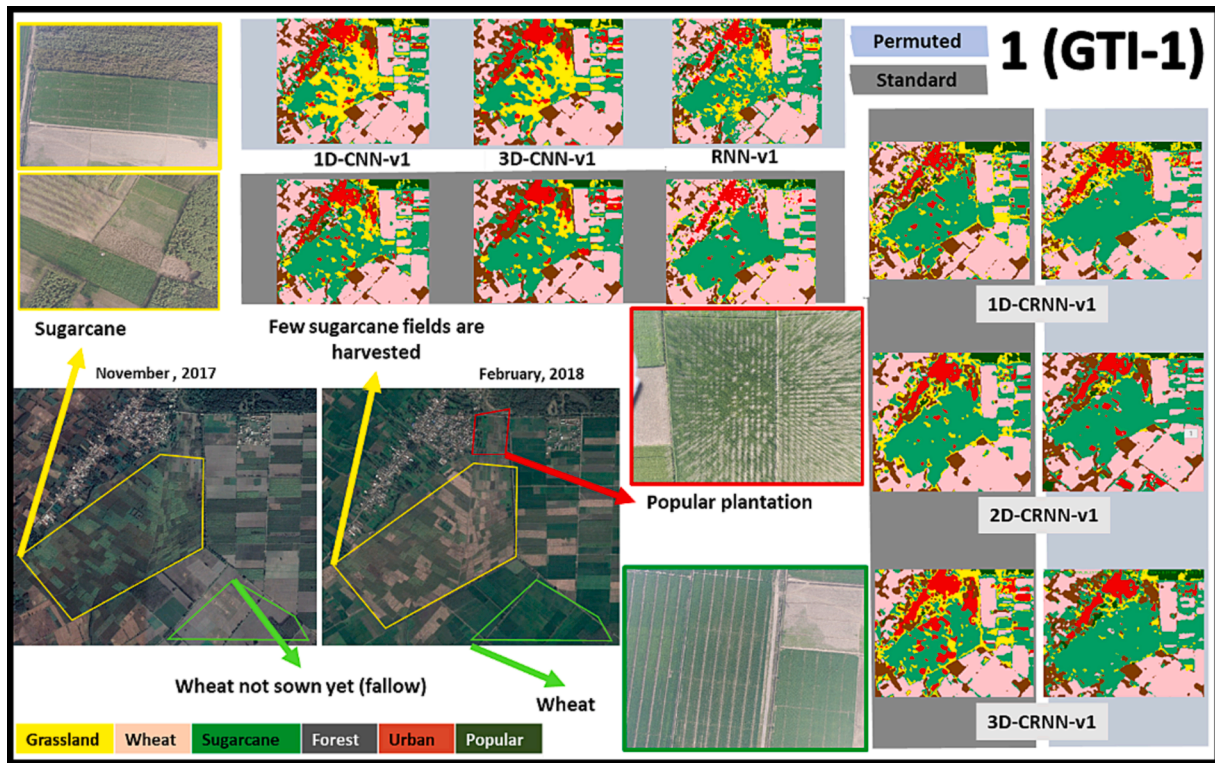 Permuted
Standard
1 (GTI-1)
1D-CNN-v1
3D-CNN-v1
RNN-v1
1D-CRNN-v1
2D-CRNN-v1
3D-CRNN-v1
Sugarcane
Few sugarcane fields are
harvested
November , 2017
February, 2018
Popular plantation
Wheat not sown yet (fallow)
Wheat
Grassland
Wheat
Sugarcane
Forest
Urban
Popular